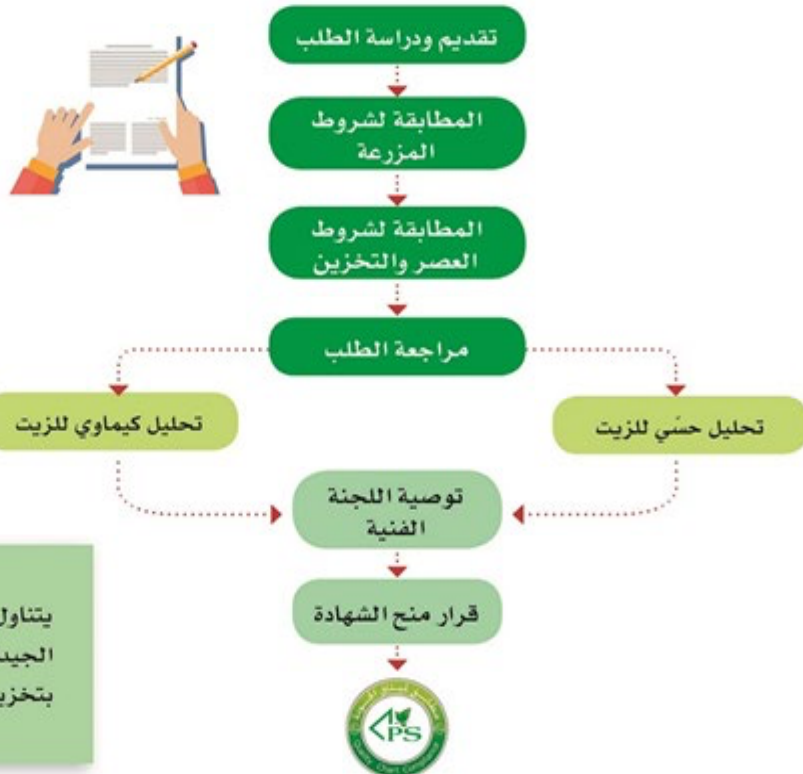 تقديم ودراسة الطلب
المطابقة لشروط
المزرعة
المطابقة لشروط
العصر والتخزين
مراجعة الطلب
تحليل حسّي للزيت
تحليل كيماوي للزيت
توصية اللجنة
الفنية
قرار منح الشهادة
يتناول
الجيد
بتخزي
PS